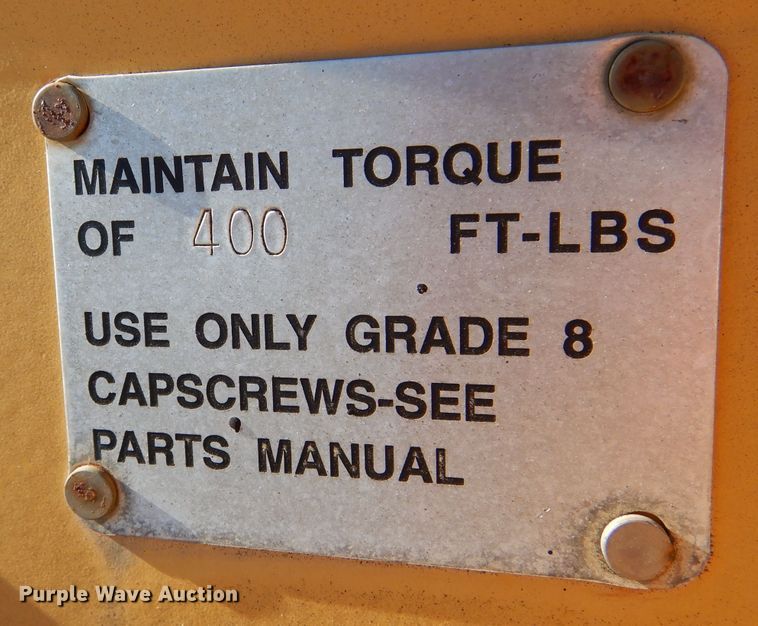 MAINTAIN TORQUE
OF 400 FT-LBS
USE ONLY GRADE 8
CAPSCREWS-SEE
PARTS MANUAL
Purple Wave Auction